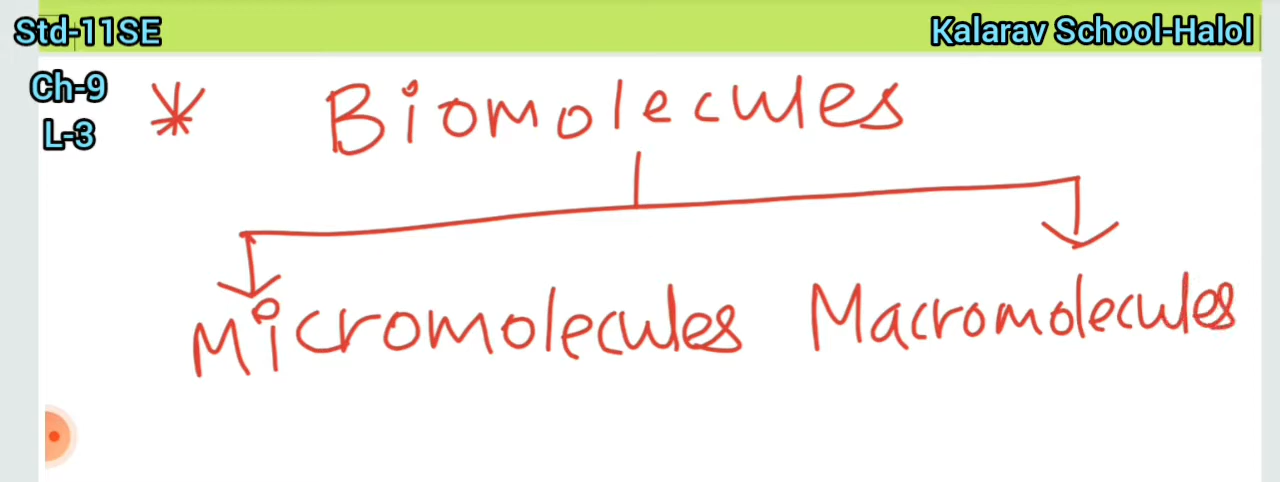 Std-11SE Kalarav School-Halol
Ch-9
L-3
* Biomolecules
Micromolecules Macromolecules